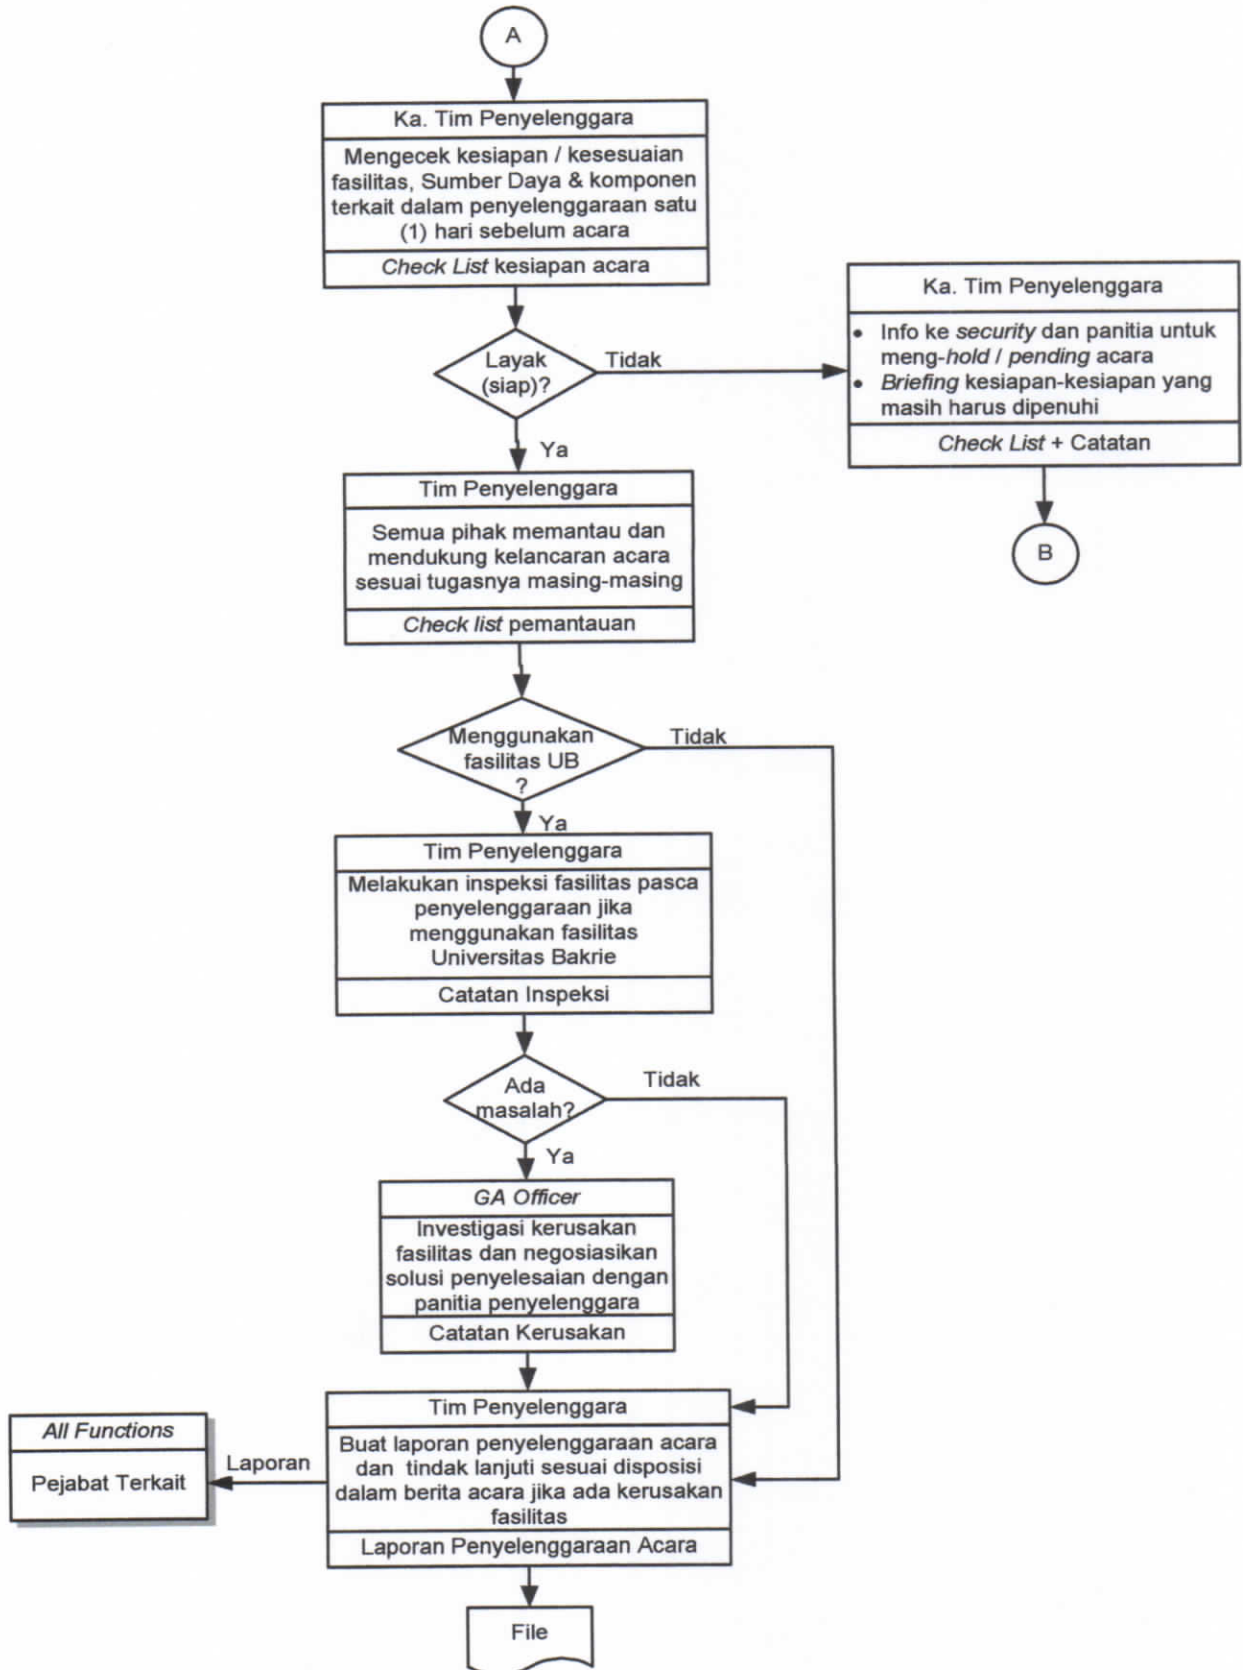 A
Ka. Tim Penyelenggara
Mengecek kesiapan / kesesuaian
fasilitas, Sumber Daya & komponen
terkait dalam penyelenggaraan satu
(1) hari sebelum acara
Check List kesiapan acara
Layak
(siap)?
Tidak
Ka. Tim Penyelenggara
• Info ke security dan panitia untuk
meng-hold / pending acara
• Briefing kesiapan-kesiapan yang
masih harus dipenuhi
Check List + Catatan
B
Ya
Tim Penyelenggara
Semua pihak memantau dan
mendukung kelancaran acara
sesuai tugasnya masing-masing
Check list pemantauan
Menggunakan
fasilitas UB
?
Tidak
Ya
Tim Penyelenggara
Melakukan inspeksi fasilitas pasca
penyelenggaraan jika
menggunakan fasilitas
Universitas Bakrie
Catatan Inspeksi
Ada
masalah?
Tidak
Ya
GA Officer
Investigasi kerusakan
fasilitas dan negosiasikan
solusi penyelesaian dengan
panitia penyelenggara
Catatan Kerusakan
Tim Penyelenggara
Buat laporan penyelenggaraan acara
dan tindak lanjuti sesuai disposisi
dalam berita acara jika ada kerusakan
fasilitas
Laporan Penyelenggaraan Acara
Laporan
All Functions
Pejabat Terkait
File